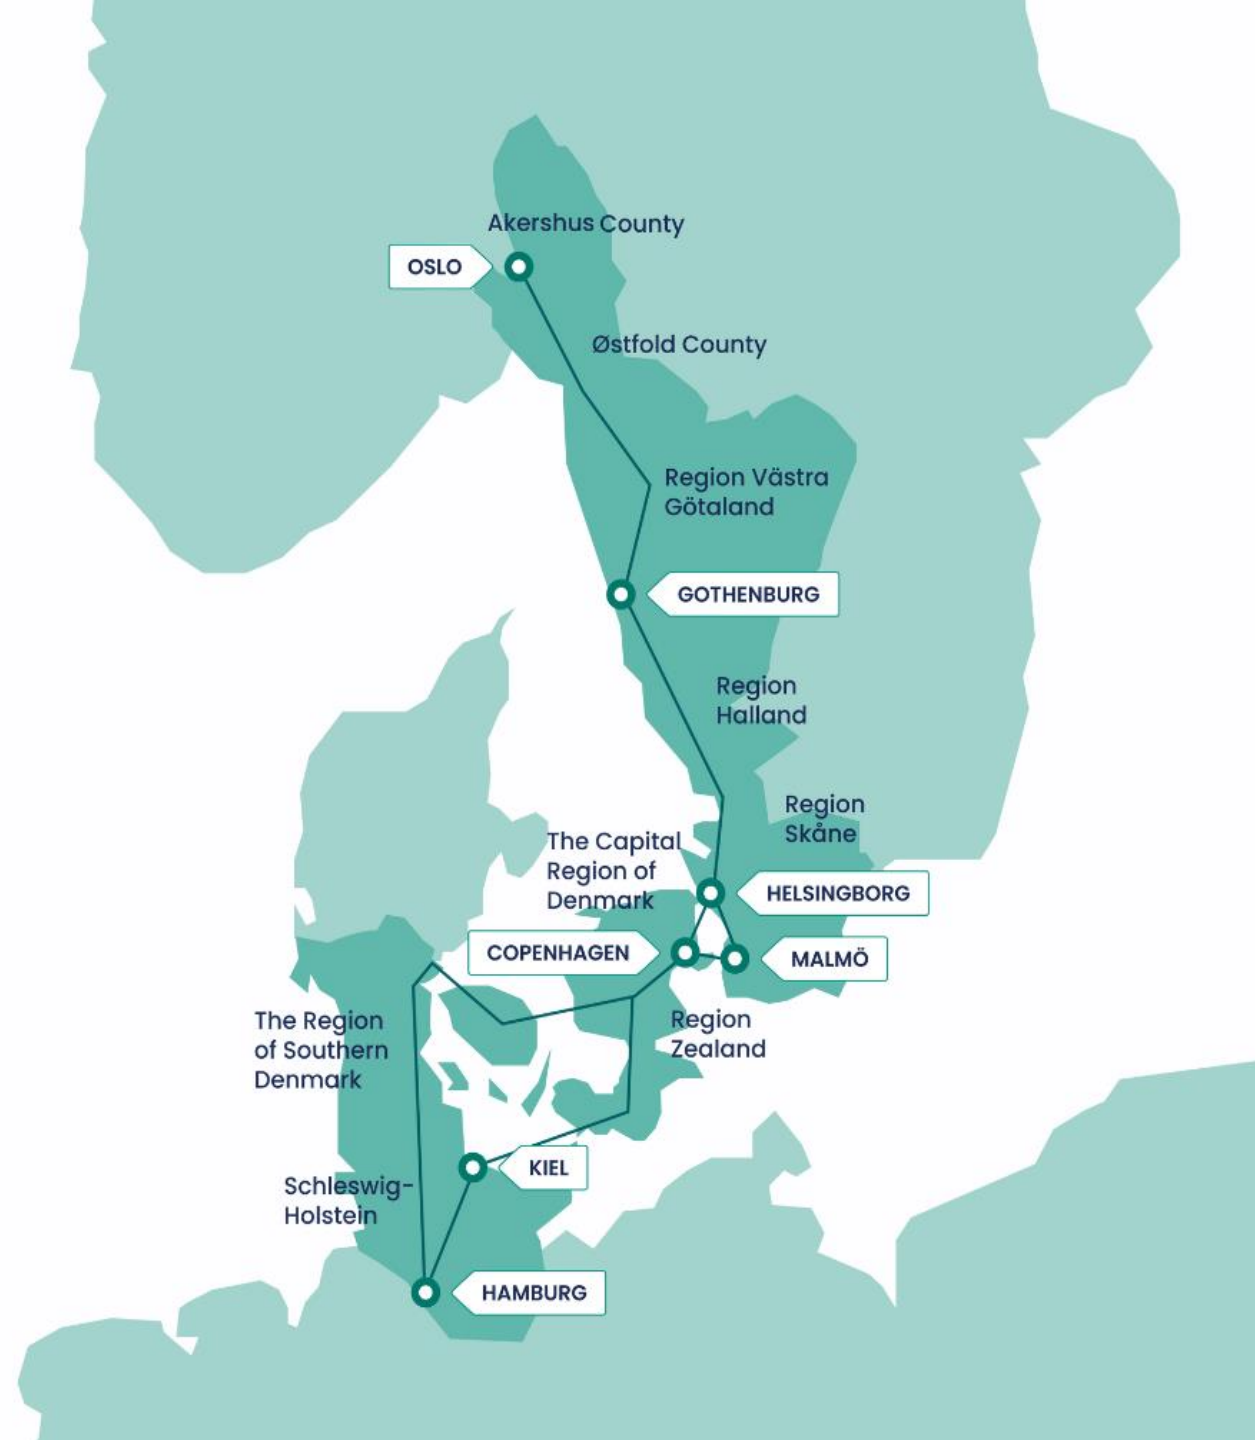 Akershus County
OSLO
Østfold County
Region Västra
Götaland
GOTHENBURG
Region
Halland
Region
Skåne
The Capital
Region of
Denmark
HELSINGBORG
COPENHAGEN
MALMÖ
The Region
of Southern
Denmark
Region
Zealand
KIEL
Schleswig-
Holstein
HAMBURG